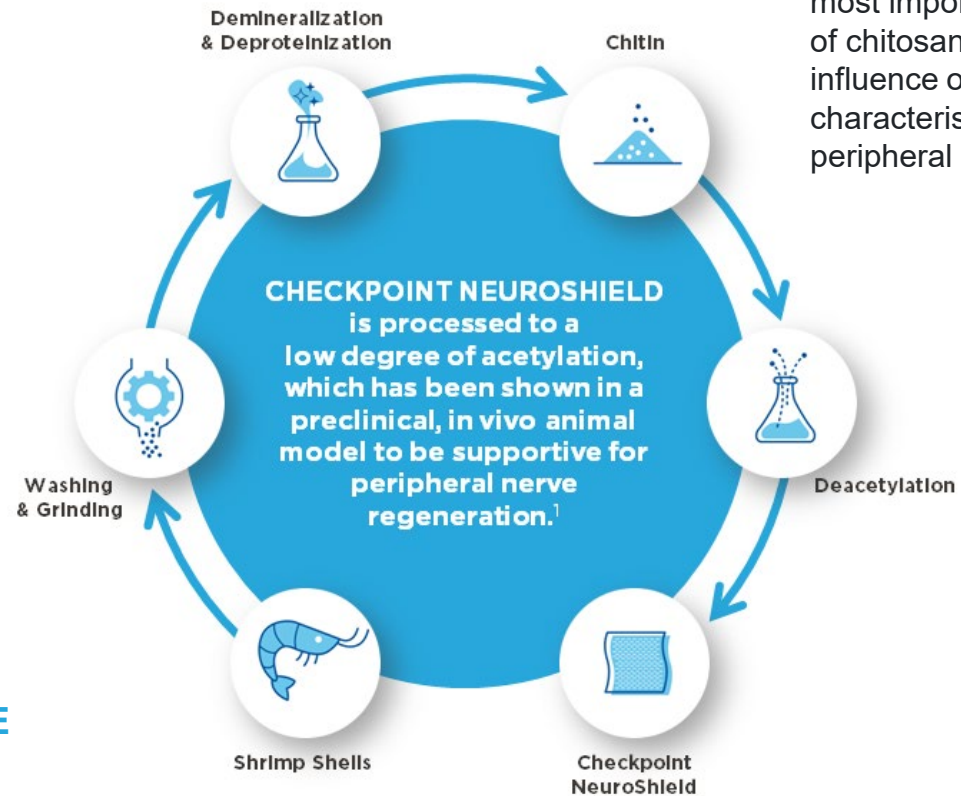 most impor
of chitosan
influence o
characteris
peripheral
Demineralization
& Deproteinization
Chitin
CHECKPOINT NEUROSHIELD
is processed to a
low degree of acetylation,
which has been shown in a
preclinical, in vivo animal
model to be supportive for
peripheral nerve
regeneration.¹
Washing
& Grinding
Deacetylation
E
Shrimp Shells
Checkpoint
NeuroShield